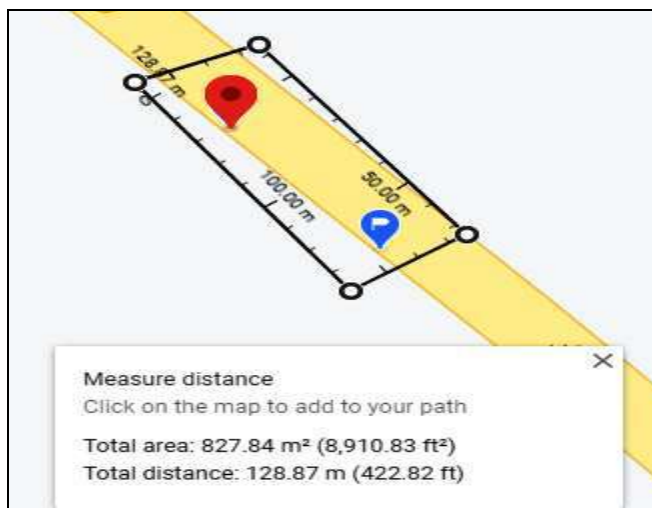 128.87 m
50.00 m
100.00 m
Measure distance
Click on the map to add to your path
Total area: 827.84 m² (8,910.83 ft²)
Total distance: 128.87 m (422.82 ft)